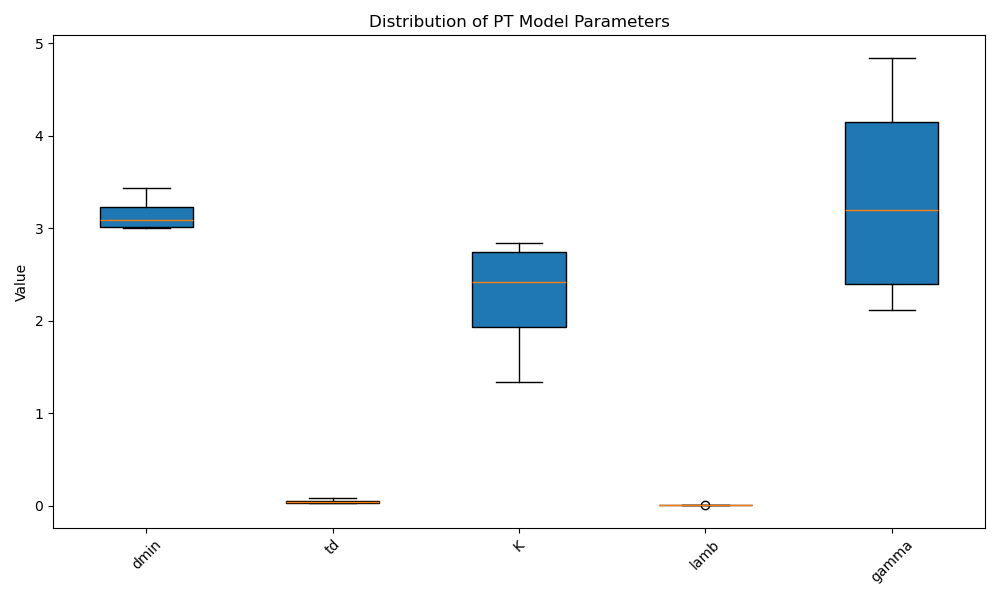 Distribution of PT Model Parameters
Value
5
4
3
2
1
0
dmin
td
K
lamb
gamma